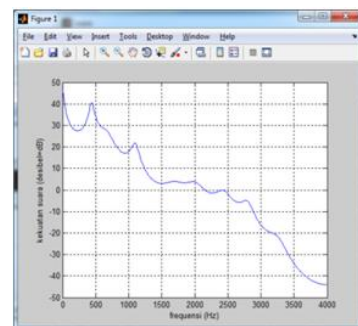 Figure 1
File Edit View Insert Tools Desktop Window Help
50
40
30
20
10
0
-10
-20
-30
-40
-50
kekuatan suara (desibel=dB)
0 500 1000 1500 2000 2500 3000 3500 4000
frequensi (Hz)